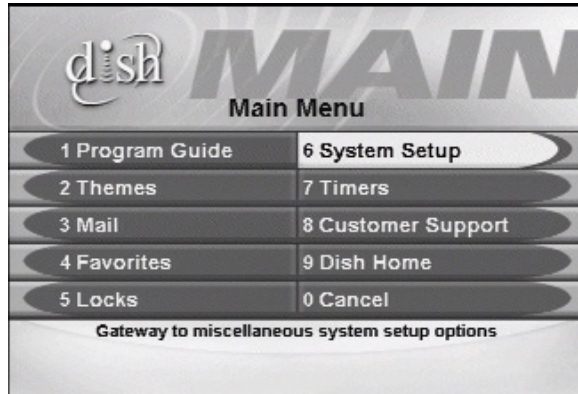 dish
MAIN
Main Menu
1 Program Guide
2 Themes
3 Mail
4 Favorites
5 Locks
6 System Setup
7 Timers
8 Customer Support
9 Dish Home
0 Cancel
Gateway to miscellaneous system setup options